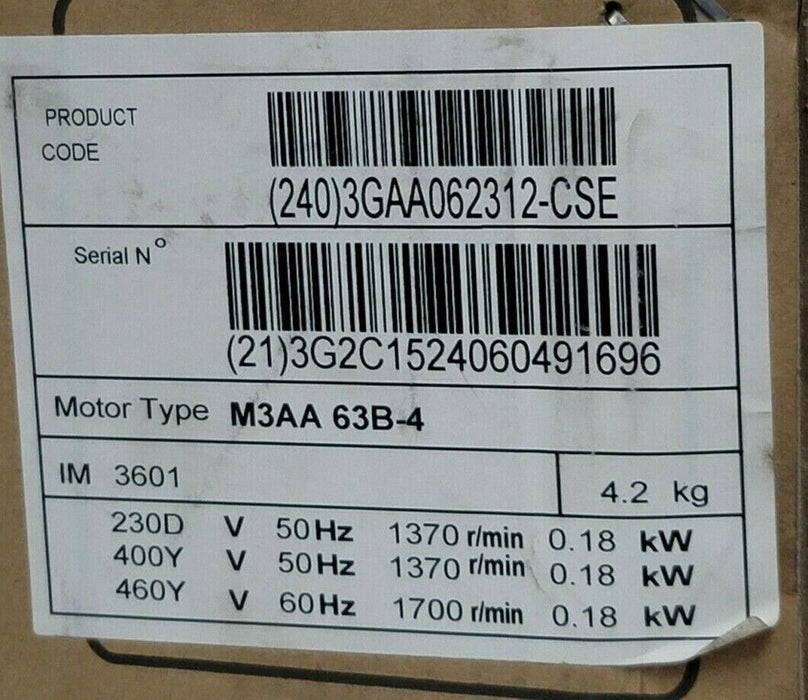 PRODUCT
CODE
(240)3GAA062312-CSE
Serial N°
(21)3G2C1524060491696
Motor Type M3AA 63B-4
IM 3601
4.2 kg
230D V 50Hz 1370 r/min 0.18 kW
400Y V 50Hz 1370 r/min 0.18 kW
460Y V 60Hz 1700 r/min 0.18 kW